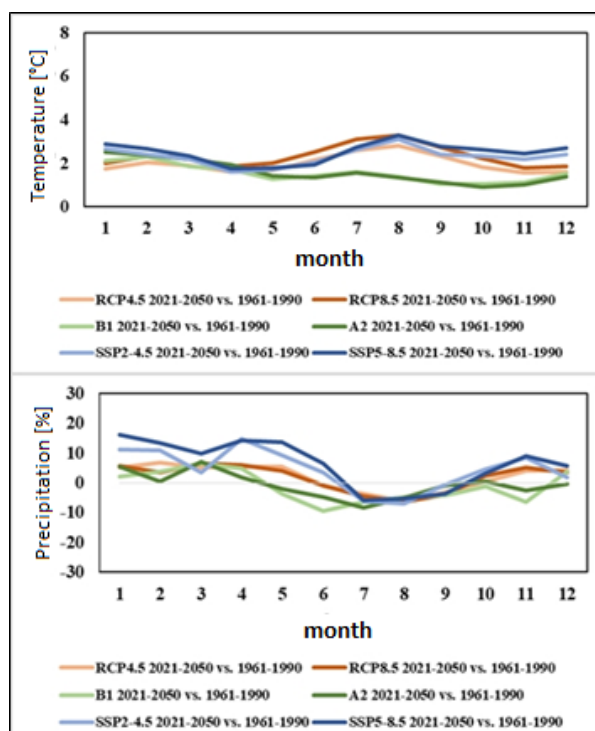 Temperature [°C]
8
6
4
2
0
1 2 3 4 5 6 7 8 9 10 11 12
month
RCP4.5 2021-2050 vs. 1961-1990 RCP8.5 2021-2050 vs. 1961-1990
B1 2021-2050 vs. 1961-1990 A2 2021-2050 vs. 1961-1990
SSP2-4.5 2021-2050 vs. 1961-1990 SSP5-8.5 2021-2050 vs. 1961-1990
Precipitation [%]
30
20
10
0
-10
-20
-30
1 2 3 4 5 6 7 8 9 10 11 12
month
RCP4.5 2021-2050 vs. 1961-1990 RCP8.5 2021-2050 vs. 1961-1990
B1 2021-2050 vs. 1961-1990 A2 2021-2050 vs. 1961-1990
SSP2-4.5 2021-2050 vs. 1961-1990 SSP5-8.5 2021-2050 vs. 1961-1990